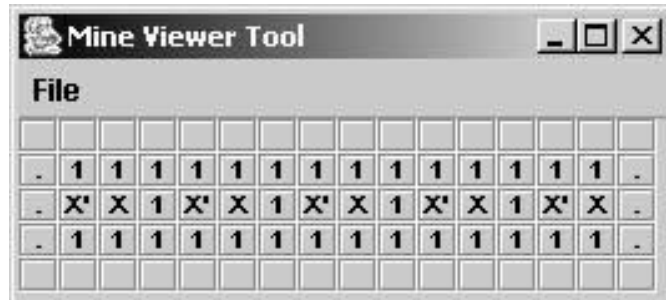 Mine Viewer Tool
File
. 1 1 1 1 1 1 1 1 1 1 1 1 1 1 .
. X' X 1 X' X 1 X' X 1 X' X 1 X' X .
. 1 1 1 1 1 1 1 1 1 1 1 1 1 1 .